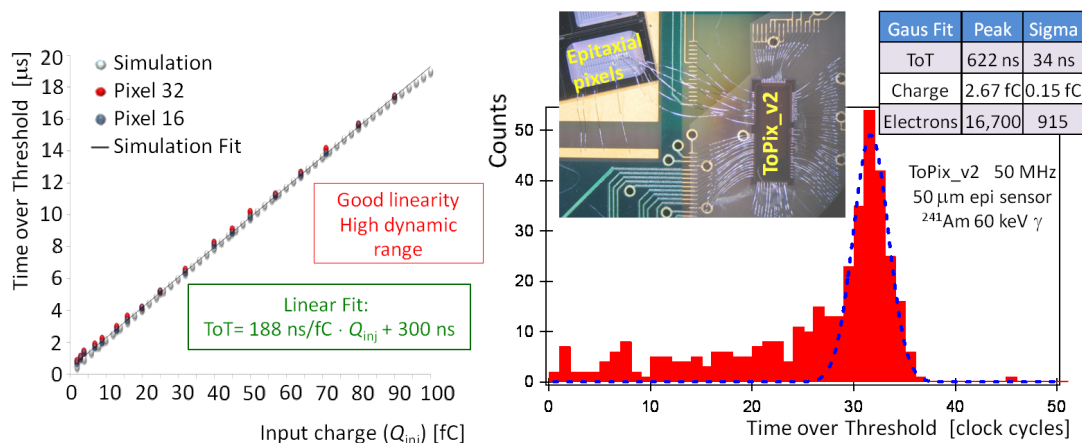 Time over Threshold [μs]
20
18
16
14
12
10
8
6
4
2
0
Simulation
Pixel 32
Pixel 16
Simulation Fit
Good linearity
High dynamic
range
Linear Fit:
ToT= 188 ns/fC · Qinj + 300 ns
0 10 20 30 40 50 60 70 80 90 100
Input charge (Qinj) [fC]
Epitaxial
pixels
ToPix_v2
Gaus Fit Peak Sigma
ToT 622 ns 34 ns
Charge 2.67 fC 0.15 fC
Electrons 16,700 915
Counts
50
40
30
20
10
0
ToPix_v2 50 MHz
50 μm epi sensor
241Am 60 keV γ
0 10 20 30 40 50
Time over Threshold [clock cycles]